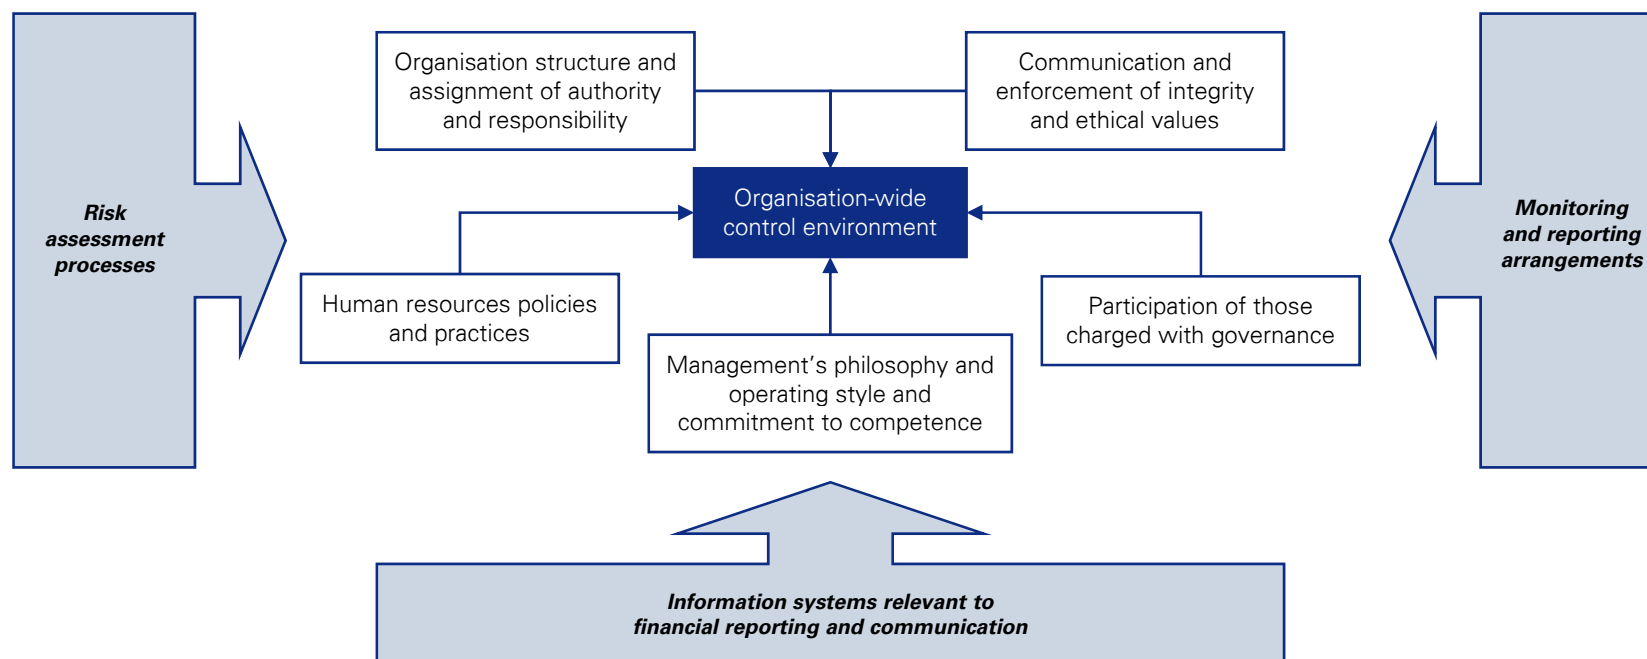 Organisation structure and
assignment of authority
and responsibility
Communication and
enforcement of integrity
and ethical values
Risk
assessment
processes
Organisation-wide
control environment
Monitoring
and reporting
arrangements
Human resources policies
and practices
Participation of those
charged with governance
Management’s philosophy and
operating style and
commitment to competence
Information systems relevant to
financial reporting and communication